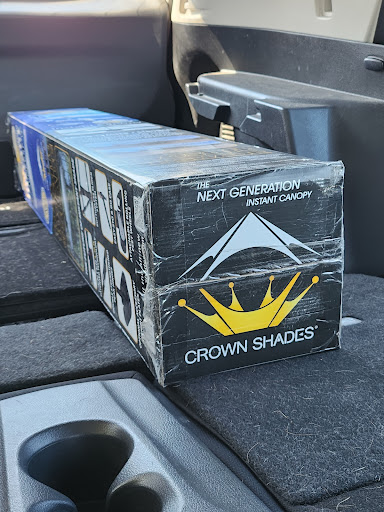 THE
NEXT GENERATION
INSTANT CANOPY
CROWN SHADES®